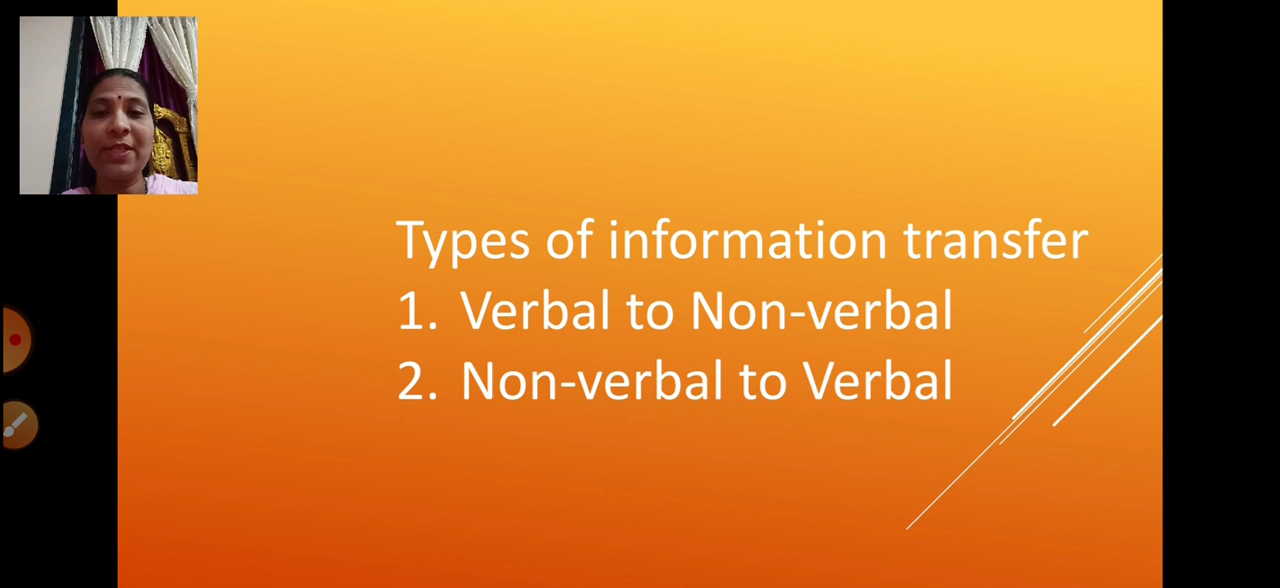 Types of information transfer
1. Verbal to Non-verbal
2. Non-verbal to Verbal